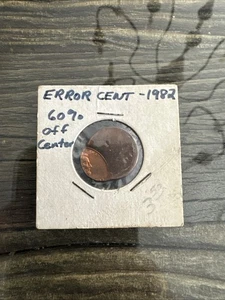 ERROR CENT - 1982
60%
off
Center